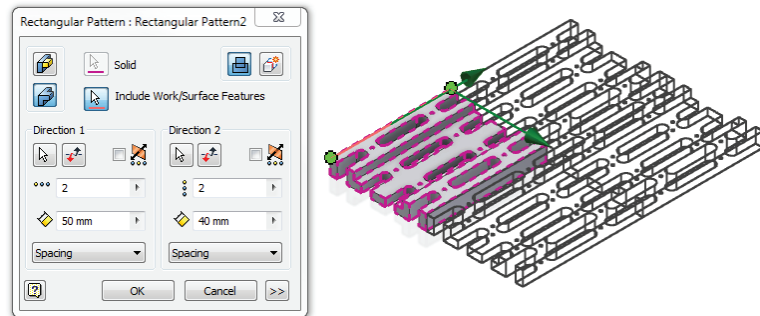 Rectangular Pattern : Rectangular Pattern2
Solid
Include Work/Surface Features
Direction 1
Direction 2
2
2
50 mm
40 mm
Spacing
Spacing
?
OK
Cancel
>>